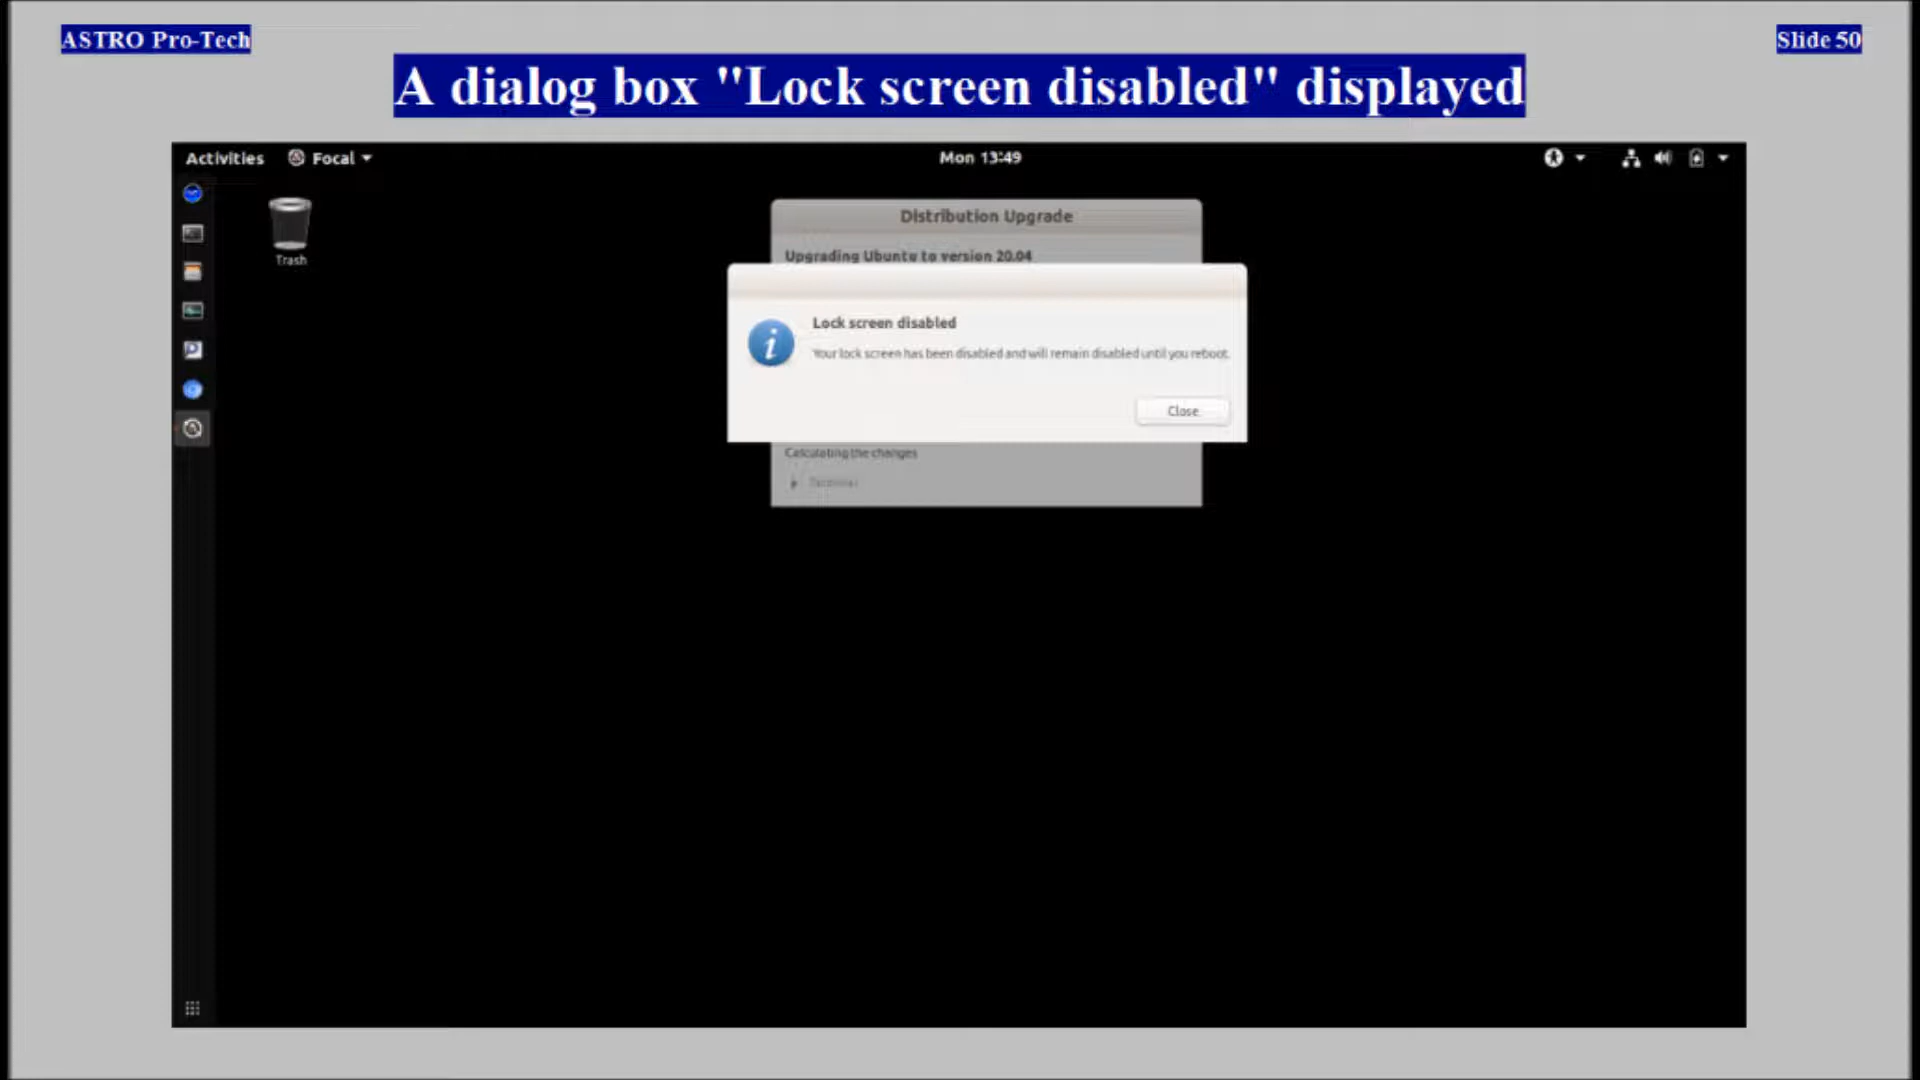 ASTRO Pro-Tech
Slide 50
A dialog box "Lock screen disabled" displayed
Activities
Focal
Mon 13:49
Trash
Distribution Upgrade
Upgrading Ubuntu to version 20.04
Lock screen disabled
Your lock screen has been disabled and will remain disabled until you reboot.
Close
Calculating the changes
Terminal